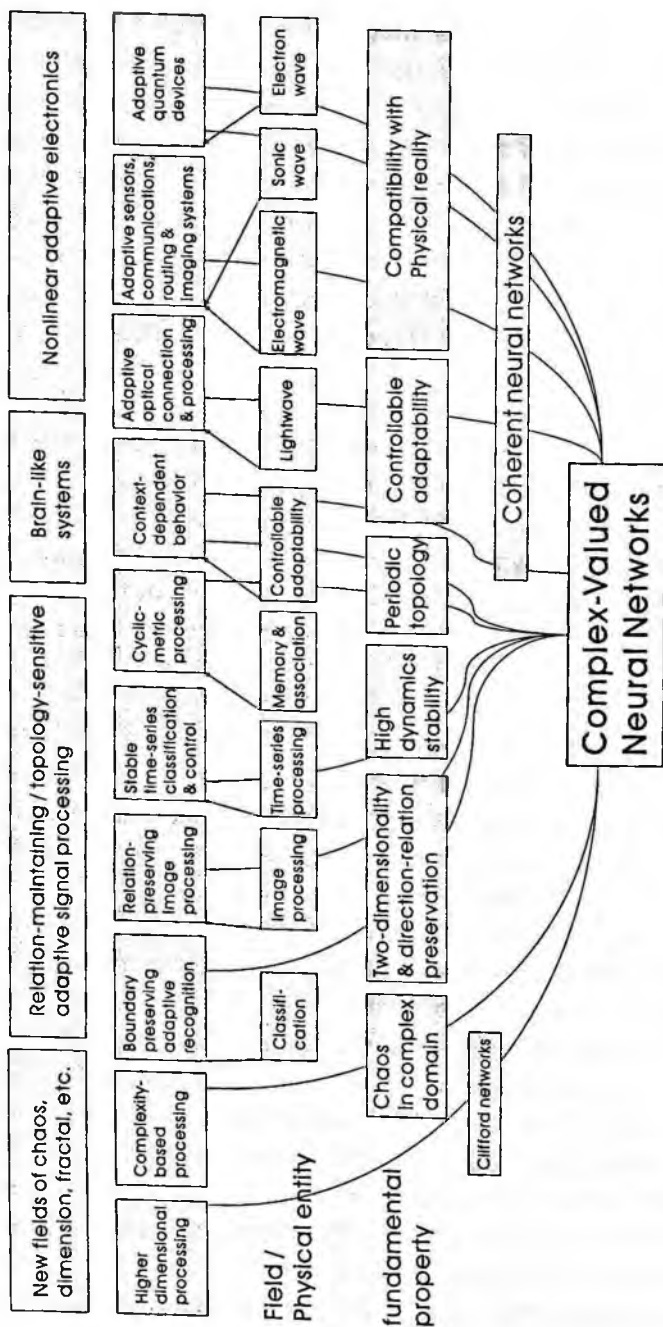 New fields of chaos,
dimension, fractal, etc.
Relation-maintaining / topology-sensitive
adaptive signal processing
Brain-like
systems
Nonlinear adaptive electronics
Higher
dimensional
processing
Complexity-
based
processing
Boundary
preserving
adaptive
recognition
Relation-
preserving
Image
processing
Stable
time-series
classification
& control
Cyclic-
metric
processing
Context-
dependent
behavior
Adaptive
optical
connection
& processing
Adaptive sensors,
communications,
routing &
imaging systems
Adaptive
quantum
devices
Field /
Physical entity
Classifi-
cation
Image processing
Time-series
processing
Memory &
association
Controllable
adaptability
Lightwave
Electromagnetic
wave
Sonic wave
Electron
wave
fundamental
property
Chaos
In complex
domain
Two-dimensionality
& direction-relation
preservation
High
dynamics
stability
Periodic
topology
Controllable
adaptability
Compatibility with
Physical reality
Clifford networks
Coherent neural networks
Complex-Valued
Neural Networks